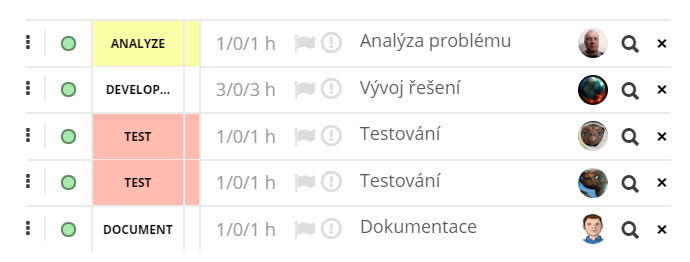 ANALYZE 1/0/1 h Analýza problému
DEVELOP... 3/0/3 h Vývoj řešení
TEST 1/0/1 h Testování
TEST 1/0/1 h Testování
DOCUMENT 1/0/1 h Dokumentace